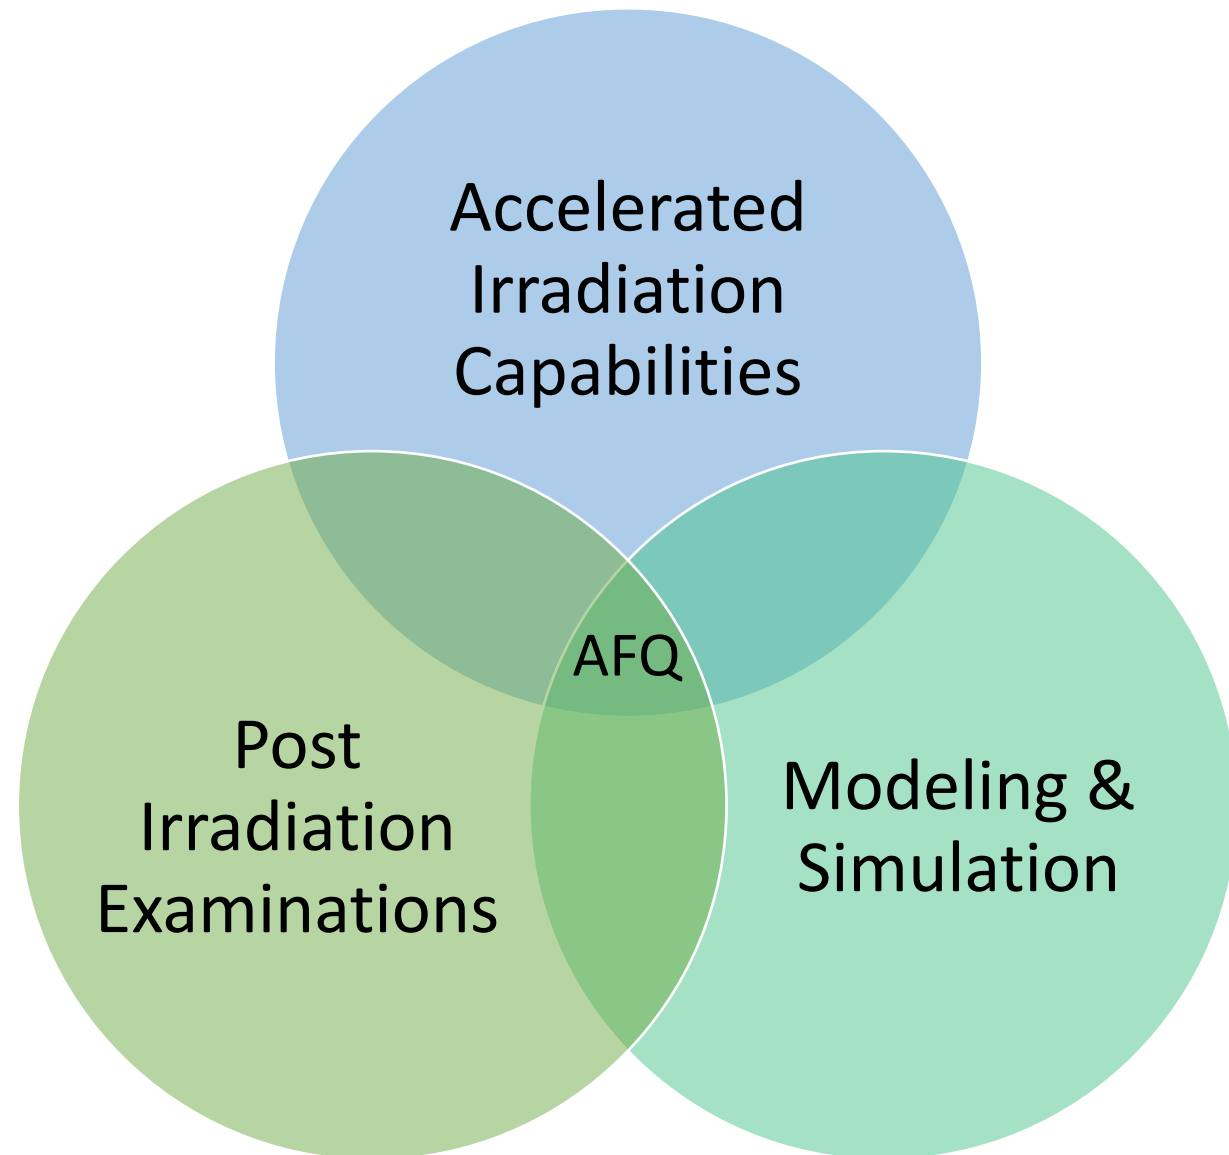 Accelerated
Irradiation
Capabilities
AFQ
Post
Irradiation
Examinations
Modeling &
Simulation